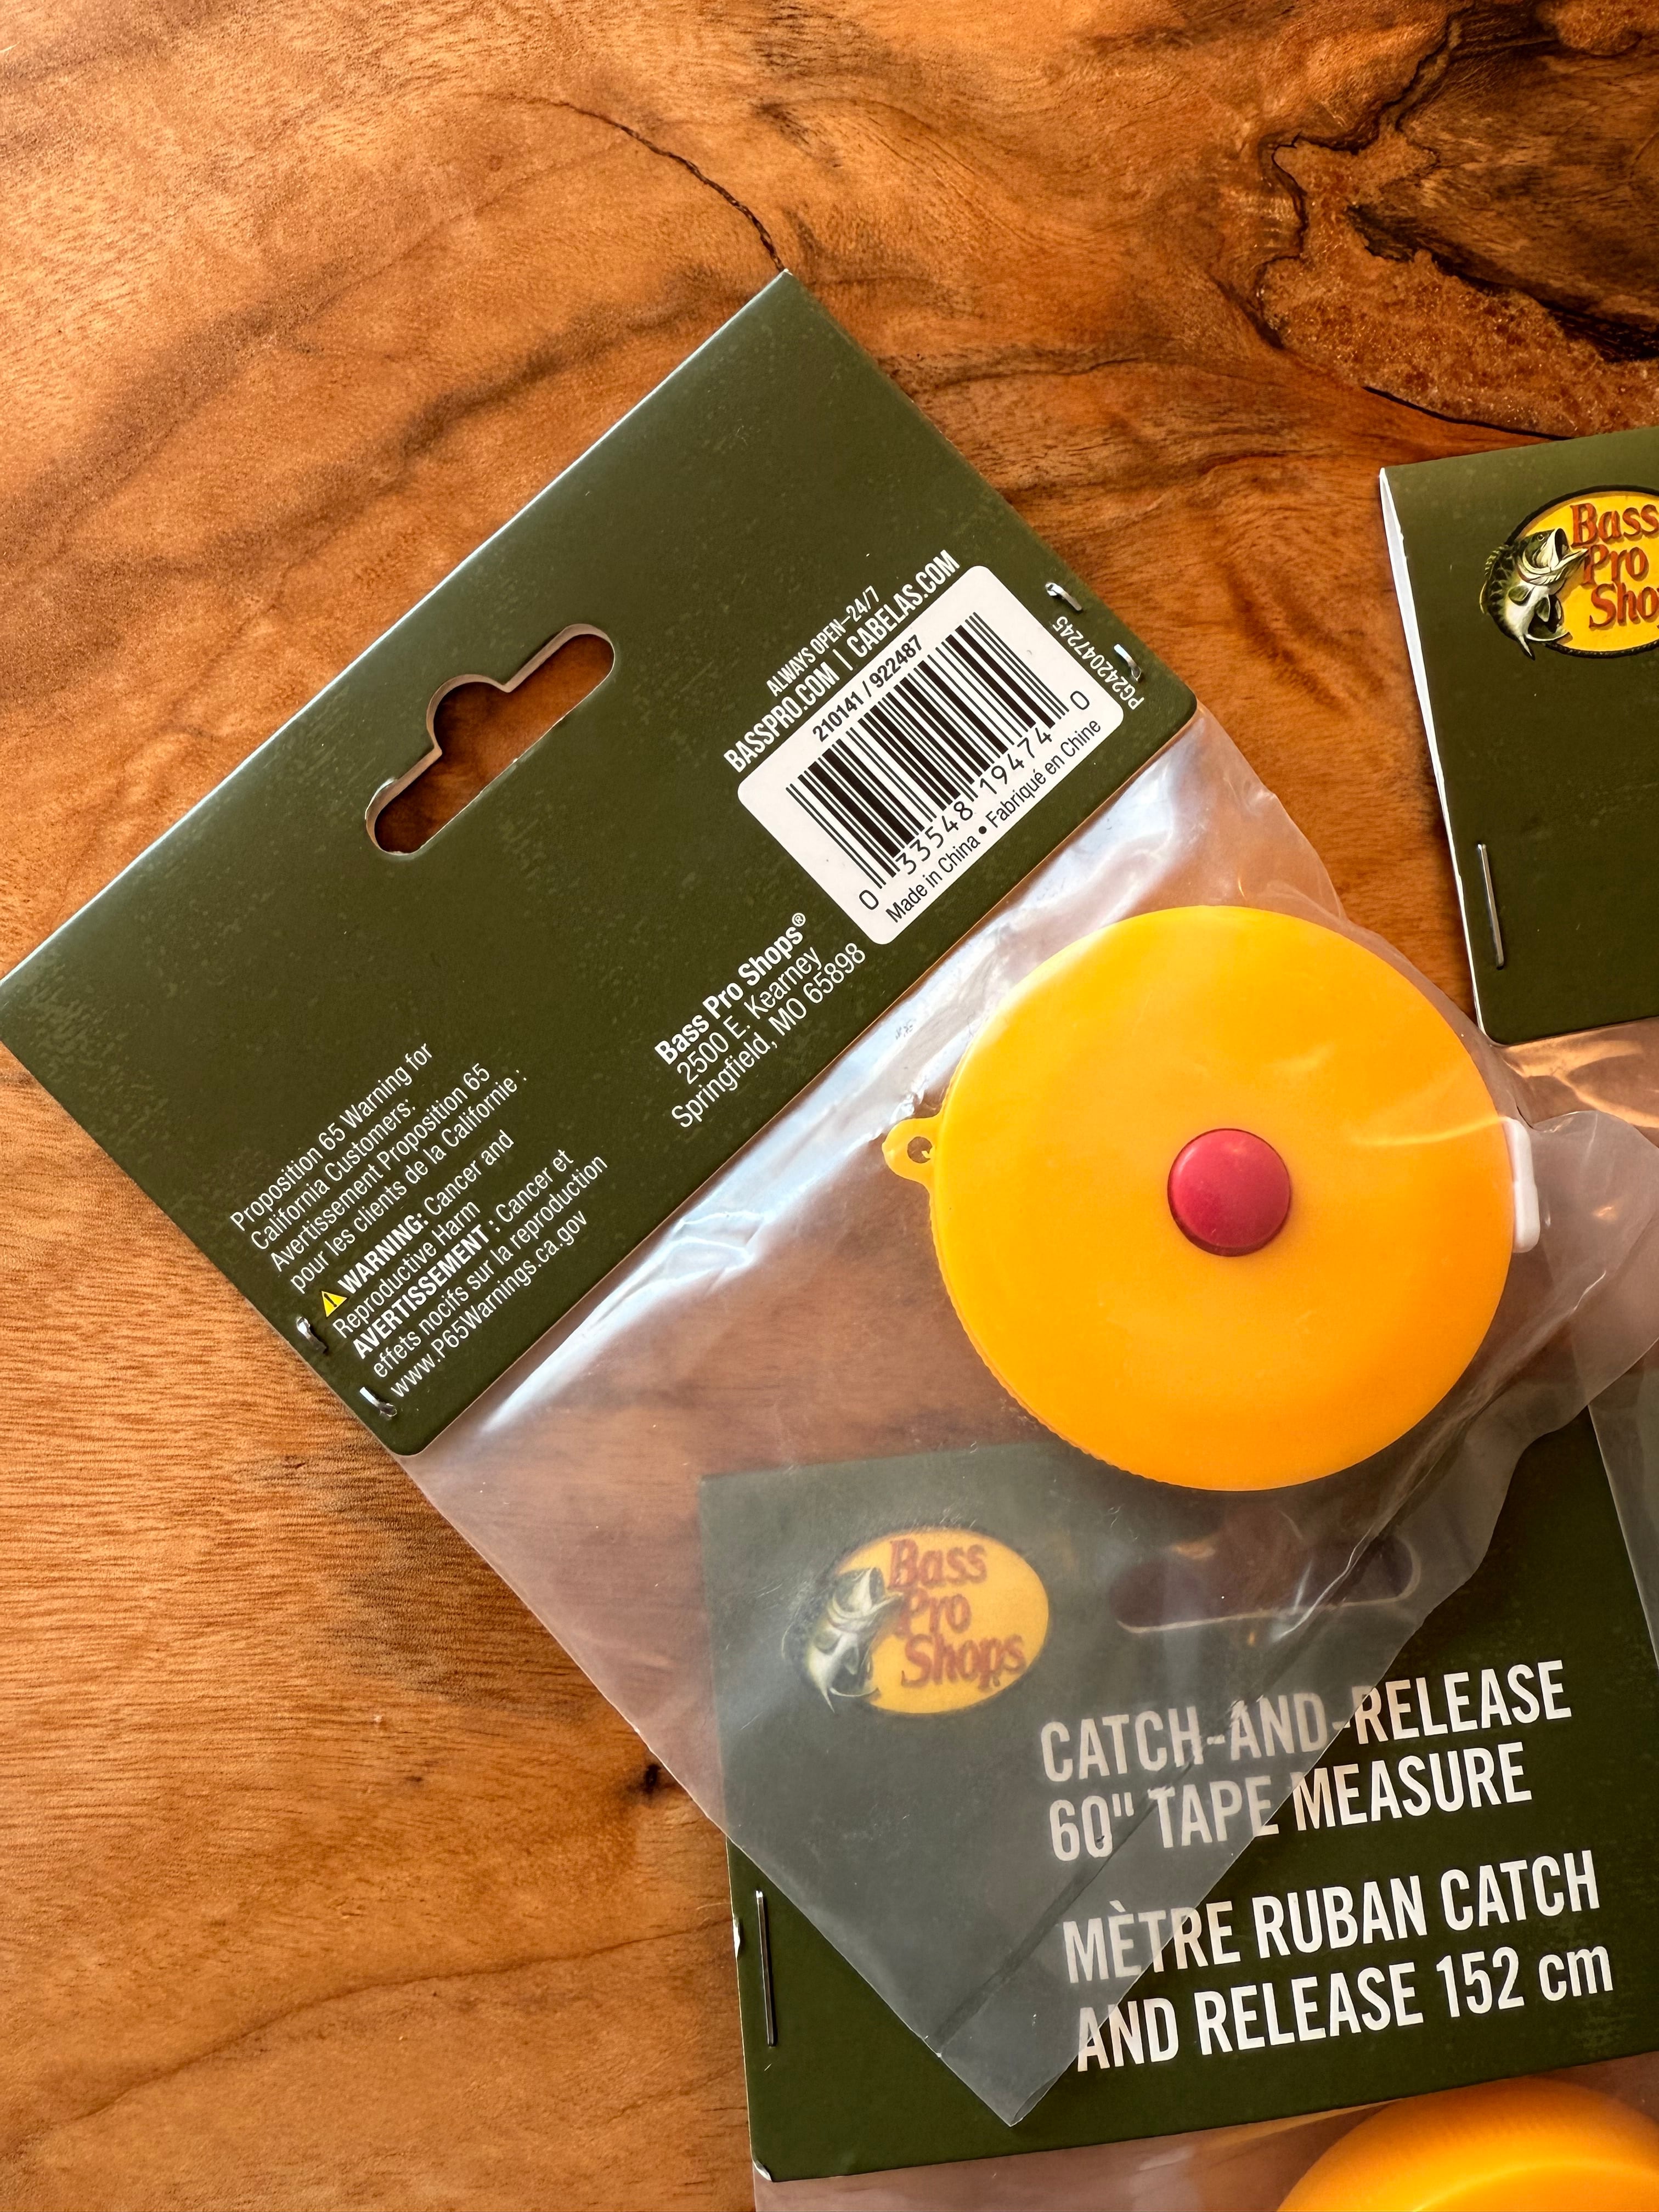 ALWAYS OPEN–24/7
BASSPRO.COM | CABELAS.COM
210141 / 922487
0 33548 19474 0
Made in China • Fabriqué en Chine
PG242047245
Bass Pro Shops®
2500 E. Kearney
Springfield, MO 65898
Proposition 65 Warning for
California Customers:
Avertissement Proposition 65
pour les clients de la Californie :
WARNING: Cancer and
Reproductive Harm
AVERTISSEMENT : Cancer et
effets nocifs sur la reproduction
www.P65Warnings.ca.gov
Bass
Pro
Bass
Pro
Shops
CATCH-AND-RELEASE
60" TAPE MEASURE
MÈTRE RUBAN CATCH
AND RELEASE 152 cm